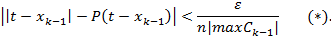 ||t − x_{k−1}| − P(t − x_{k−1})| < ε / (n|maxC_{k−1}|)    (*).